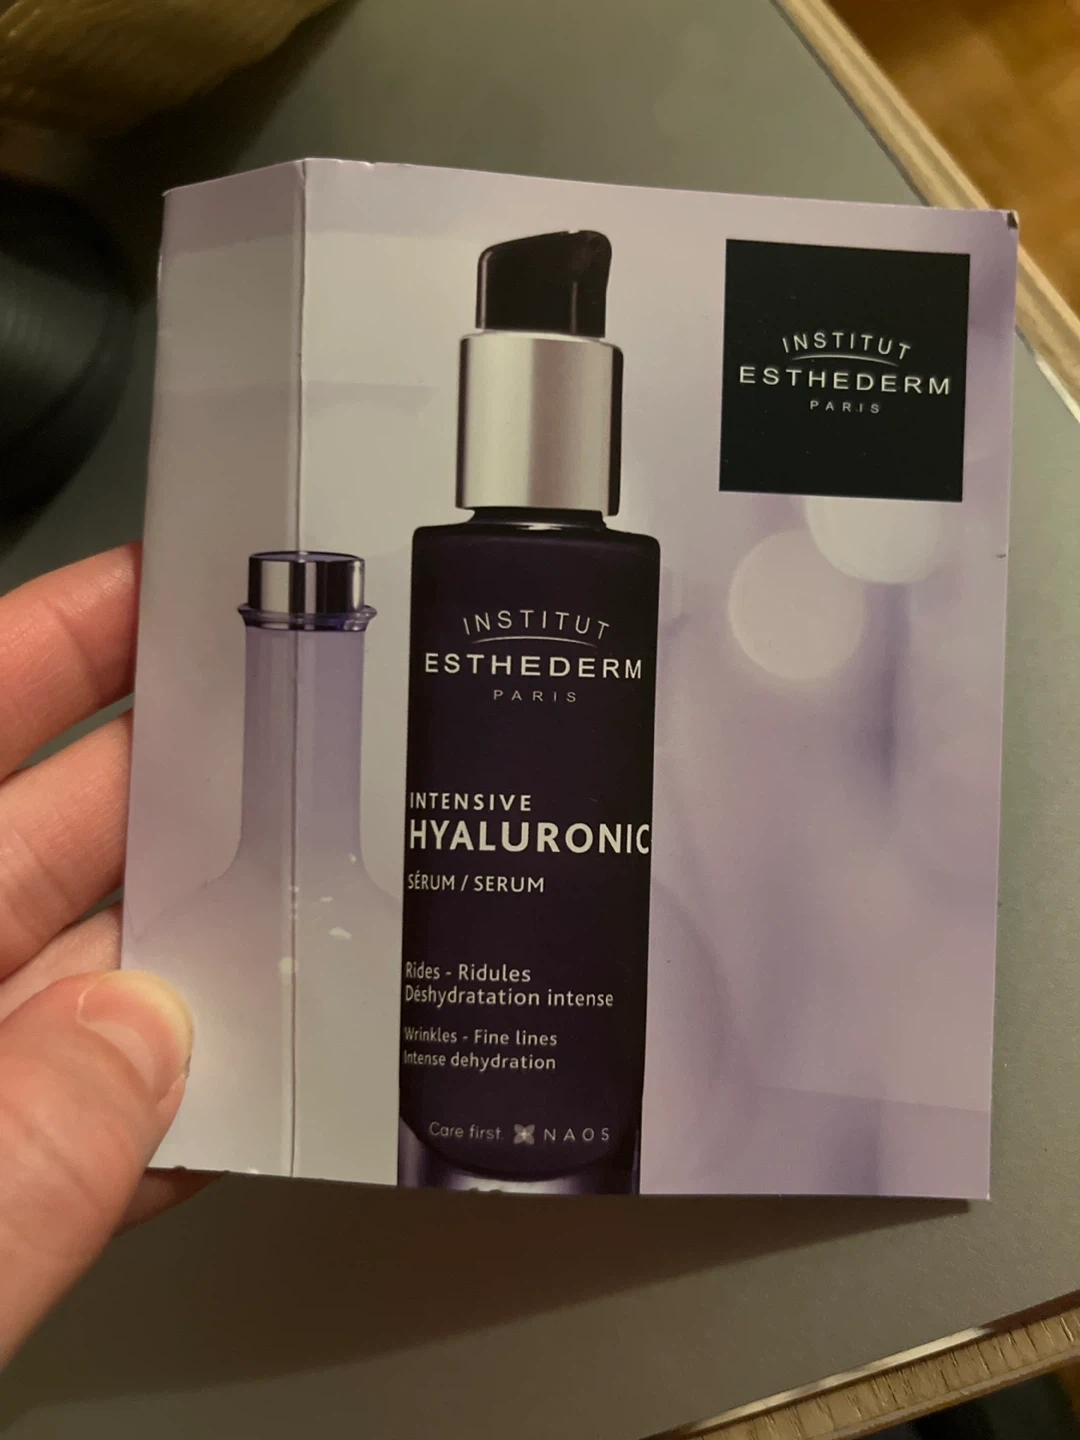 INSTITUT
ESTHEDERM
PARIS
INSTITUT
ESTHEDERM
PARIS
INTENSIVE
HYALURONIC
SÉRUM / SERUM
Rides - Ridules
Déshydratation intense
Wrinkles - Fine lines
Intense dehydration
Care first. NAOS